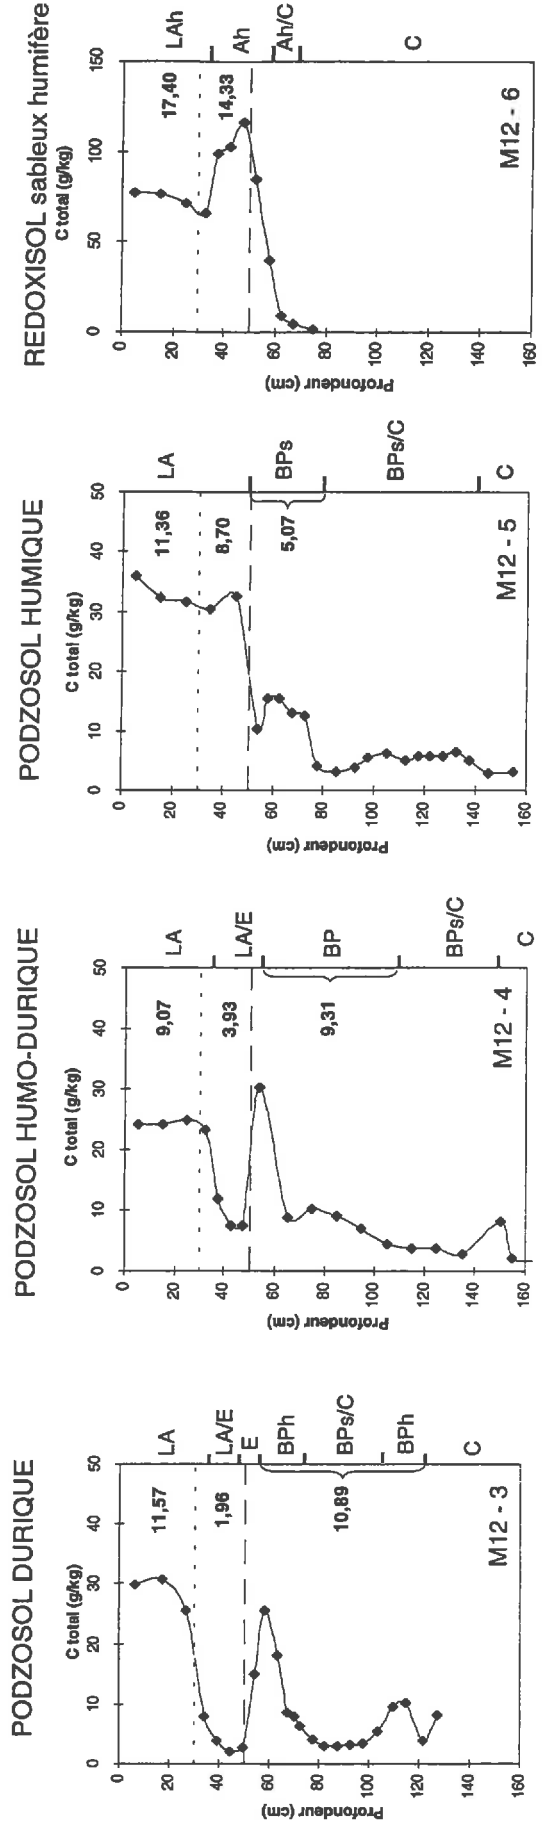 PODZOSOL DURIQUE
C total (g/kg)
0 10 20 30 40 50
Profondeur (cm)
0
20
40
60
80
100
120
140
160
11,57
1,96
10,89
LA
LA/E
E
BPh
BPs/C
BPh
C
M12 - 3
PODZOSOL HUMO-DURIQUE
C total (g/kg)
0 10 20 30 40 50
Profondeur (cm)
0
20
40
60
80
100
120
140
160
9,07
3,93
9,31
LA
LA/E
BP
BPs/C
C
M12 - 4
PODZOSOL HUMIQUE
C total (g/kg)
0 10 20 30 40 50
Profondeur (cm)
0
20
40
60
80
100
120
140
160
11,36
8,70
5,07
LA
BPs
BPs/C
C
M12 - 5
REDOXISOL sableux humifère
C total (g/kg)
0 50 100 150
Profondeur (cm)
0
20
40
60
80
100
120
140
160
17,40
14,33
LAh
Ah
Ah/C
C
M12 - 6